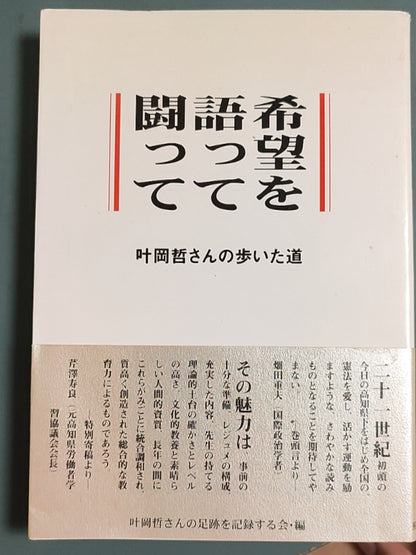 希望を
語って
闘って
叶岡哲さんの歩いた道
二十一世紀初頭の
今日の高知県下をはじめ全国の、
憲法を愛し、活かす運動を励
ますような、さわやかな読み
ものとなることを期待してや
まない。　―巻頭言より―
畑田重夫（国際政治学者）
その魅力は　事前の
十分な準備、レジュメの構成、
充実した内容、先生の持てる
理論的土台の確かさとレベル
の高さ、文化的教養と素晴ら
しい人間的資質、長年の間に
これらがみごとに統合調和され、
質高く創造された総合的な教
育力によるものであろう
―特別寄稿より―
芹澤寿良（元高知県労働者学
習協議会会長）
叶岡哲さんの足跡を記録する会・編